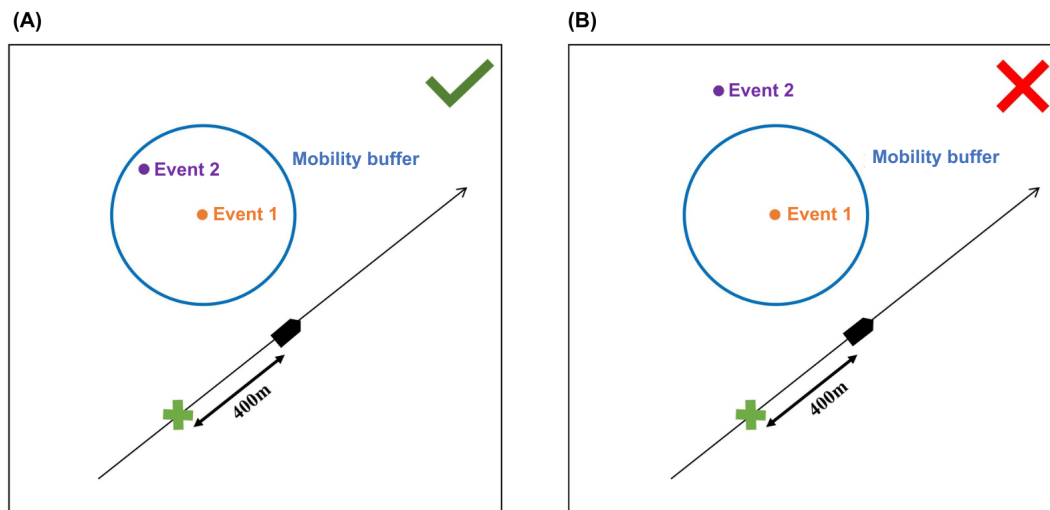 (A)
Event 2
Mobility buffer
Event 1
400m
(B)
Event 2
Mobility buffer
Event 1
400m